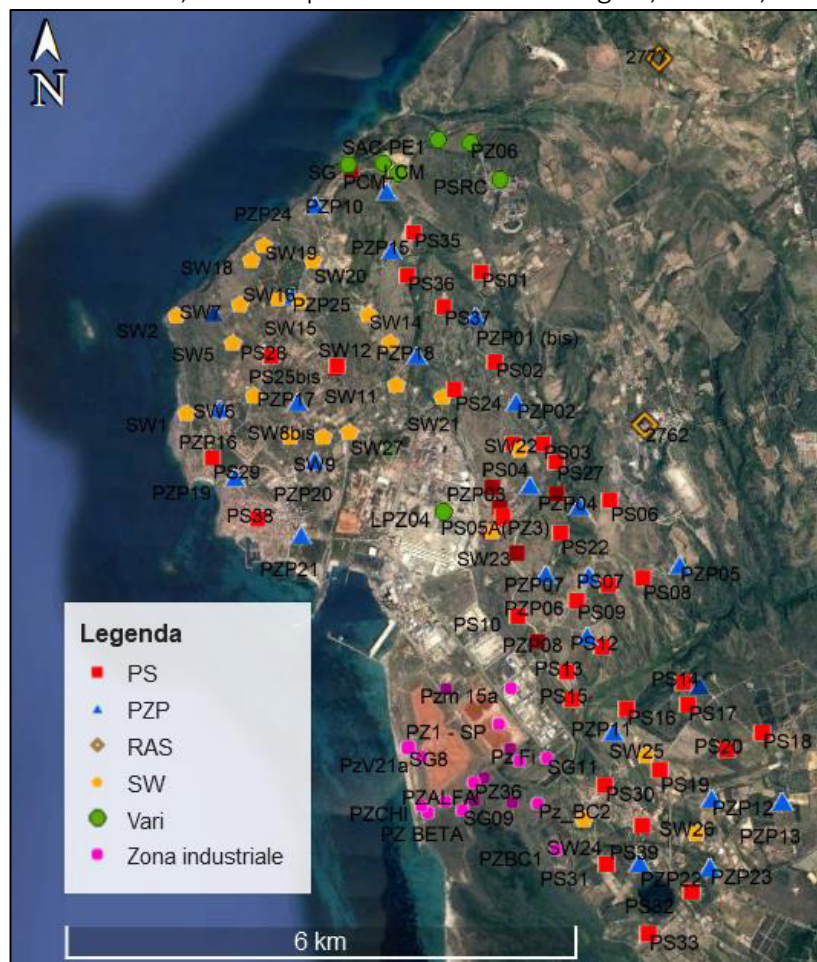 N
2777
SAC-PE1
PZ06
SG
PCM
LCM
PSRC
PZP24
PZP10
PS35
PZP15
SW19
SW18
SW20
PS36
PS01
SW16
PZP25
SW7
SW2
SW15
SW14
PS37
PZP01 (bis)
SW5
PS28
SW12
PZP18
PS02
PS25bis
SW11
PS24
SW6
PZP17
SW21
PZP02
SW1
SW8bis
2762
PZP16
SW9
SW27
SW22
PS03
PS29
PS04
PS27
PZP19
PZP20
PZP03
PZP04
PS06
PS38
LPZ04
PS05A(PZ3)
PS22
PZP21
SW23
PZP07
PS07
PZP05
PS08
PZP06
PS09
PS10
PZP08
PS12
PS13
PS14
Pzm 15a
PS15
PS16
PS17
PZ1 - SP
PZP11
PS18
PzV21a
SG8
Pz Fi
SG11
SW25
PS20
PS19
PZ36
PS30
PZALFA
PZCHI
SG09
Pz_BC2
PZP12
PZ BETA
PZP13
SW26
PZBC1
SW24
PS39
PS31
PZP22
PZP23
PS32
PS33
Legenda
PS
PZP
RAS
SW
Vari
Zona industriale
6 km